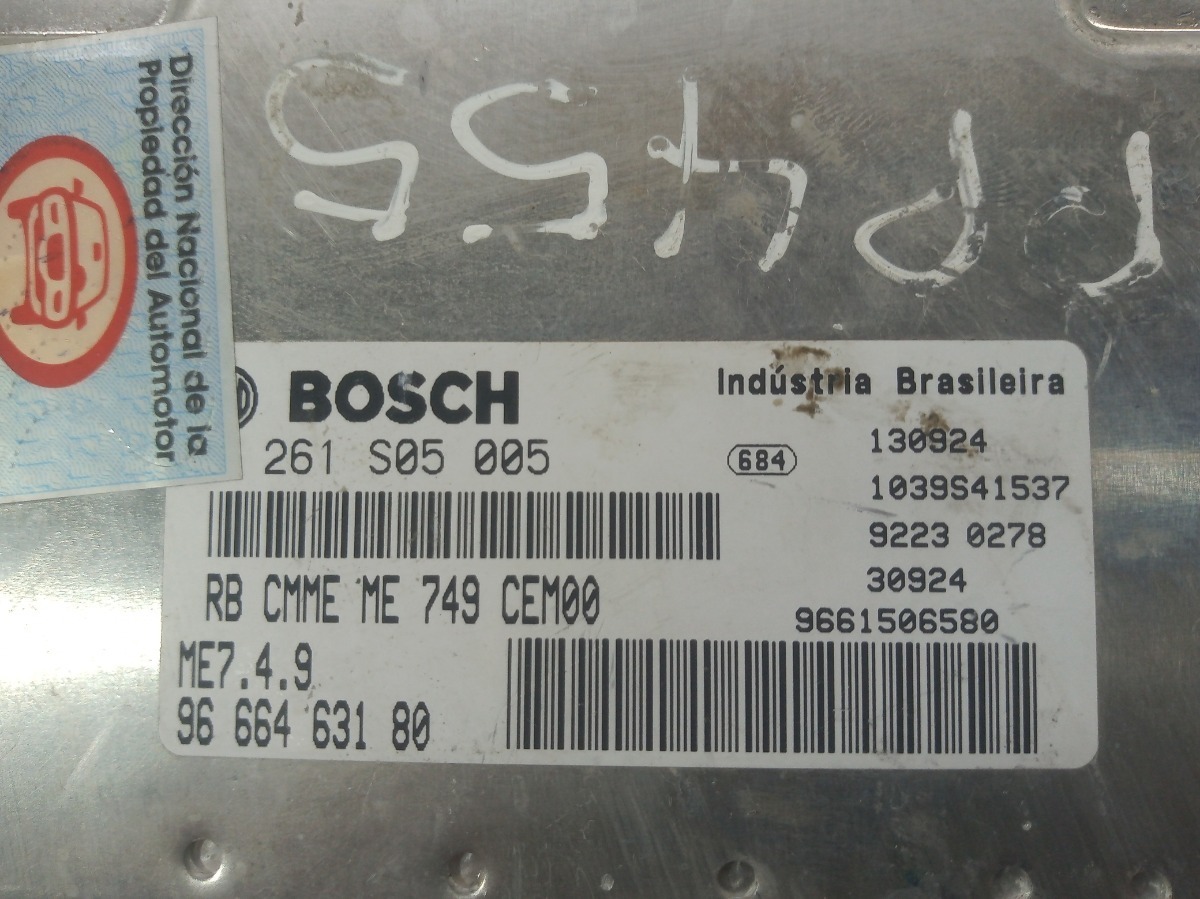 PP455
Dirección Nacional de la
Propiedad del Automotor
BOSCH
Indústria Brasileira
261 S05 005
684
130924
1039S41537
9223 0278
30924
9661506580
RB CMME ME 749 CEM00
ME7.4.9
96 664 631 80